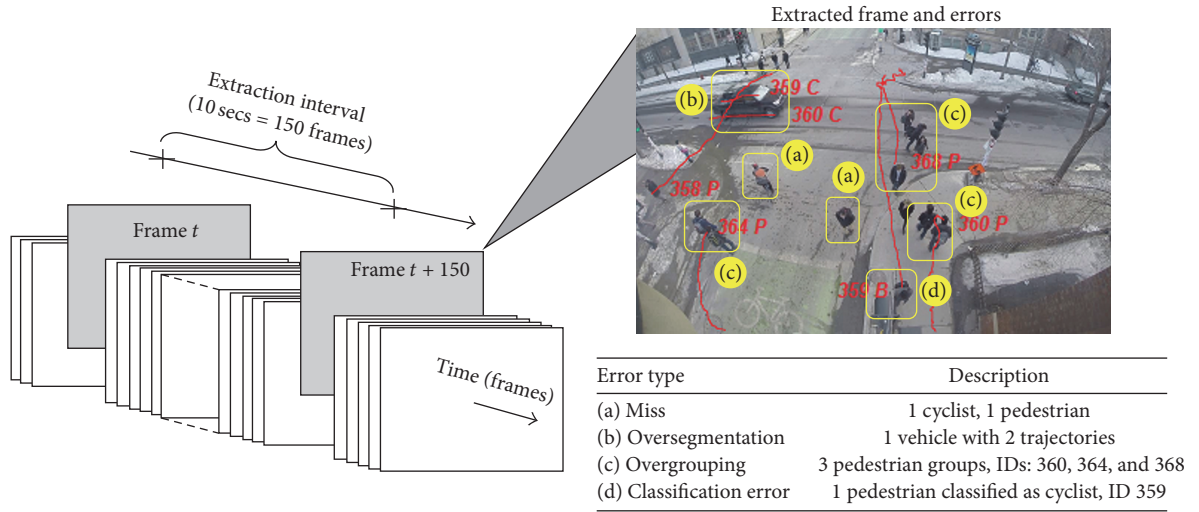 Extracted frame and errors
Extraction interval
(10 secs = 150 frames)
Frame t
Frame t + 150
Time (frames)
(b)
359 C
360 C
(c)
(a)
(a)
368 P
358 P
(c)
364 P
360 P
(c)
359 B
(d)
Error type Description
(a) Miss 1 cyclist, 1 pedestrian
(b) Oversegmentation 1 vehicle with 2 trajectories
(c) Overgrouping 3 pedestrian groups, IDs: 360, 364, and 368
(d) Classification error 1 pedestrian classified as cyclist, ID 359